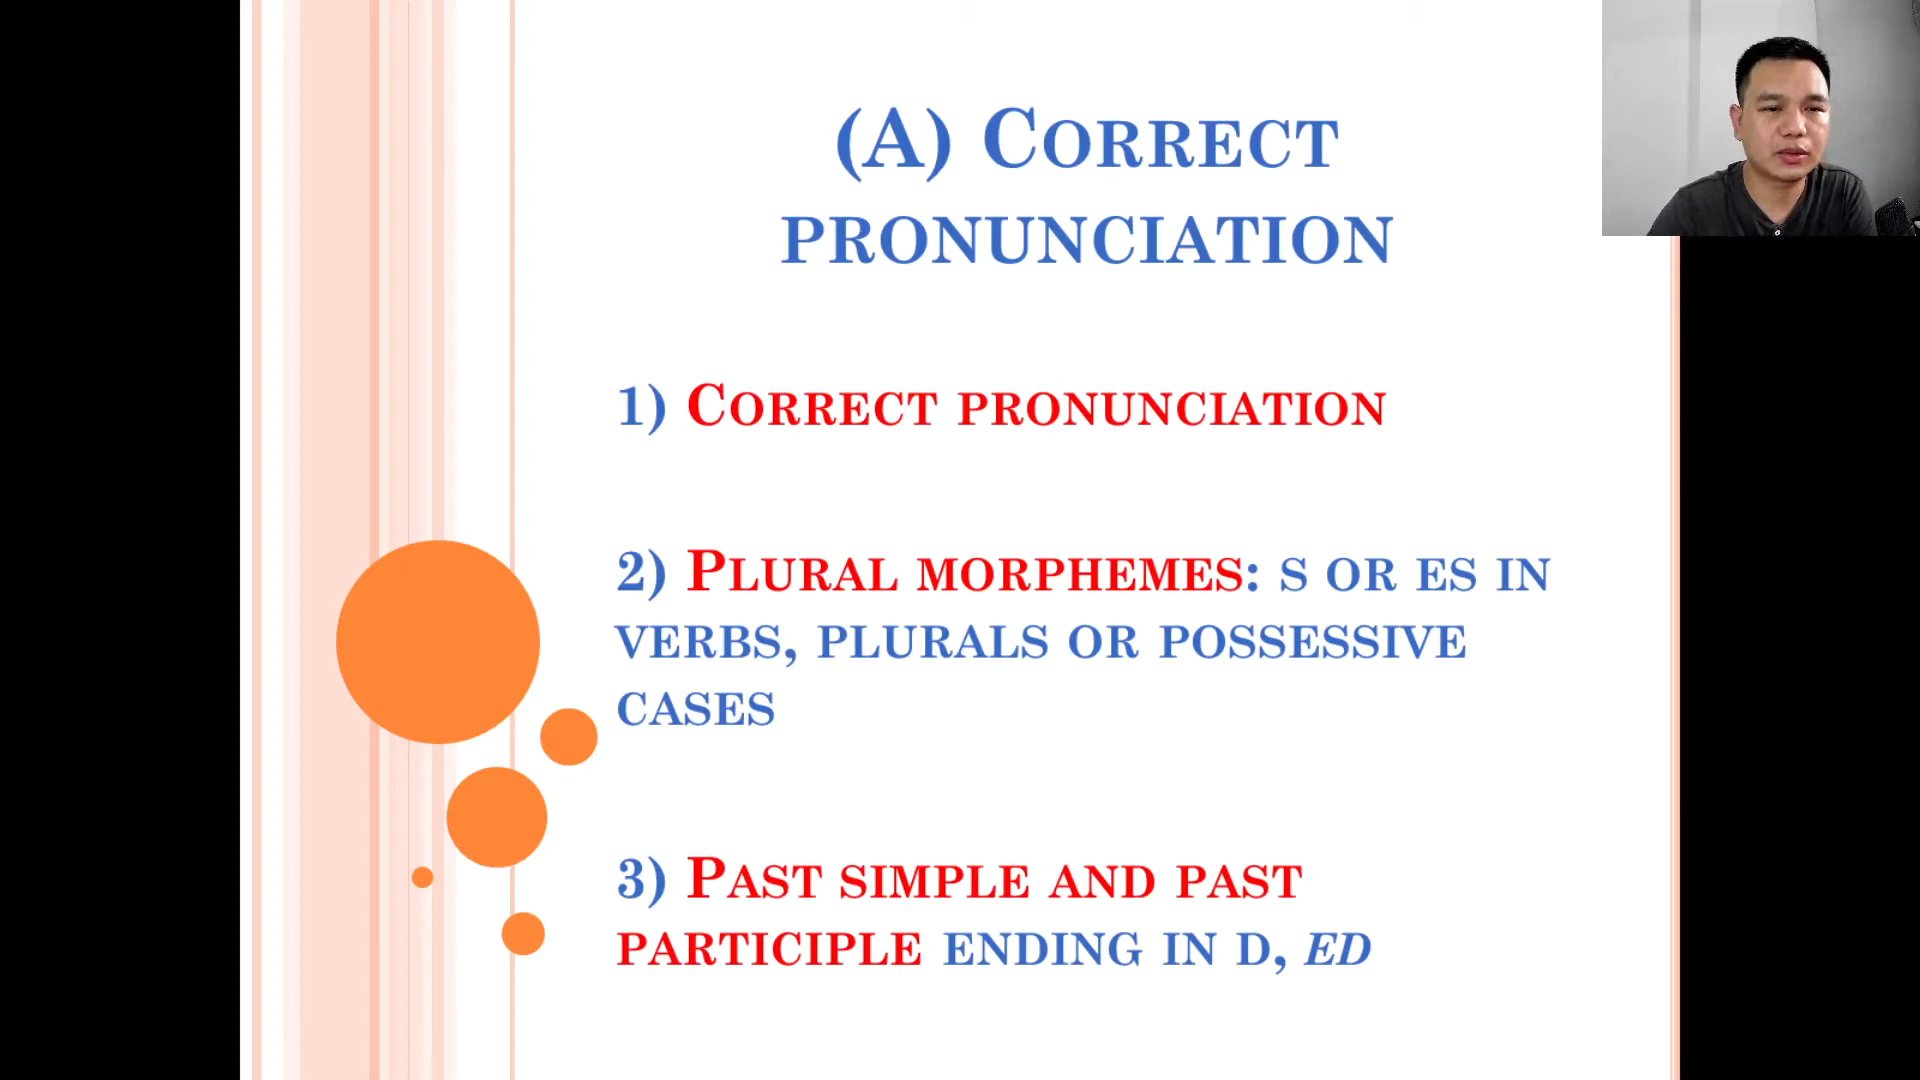 (A) CORRECT
PRONUNCIATION
1) CORRECT PRONUNCIATION
2) PLURAL MORPHEMES: S OR ES IN
VERBS, PLURALS OR POSSESSIVE
CASES
3) PAST SIMPLE AND PAST
PARTICIPLE ENDING IN D, ED